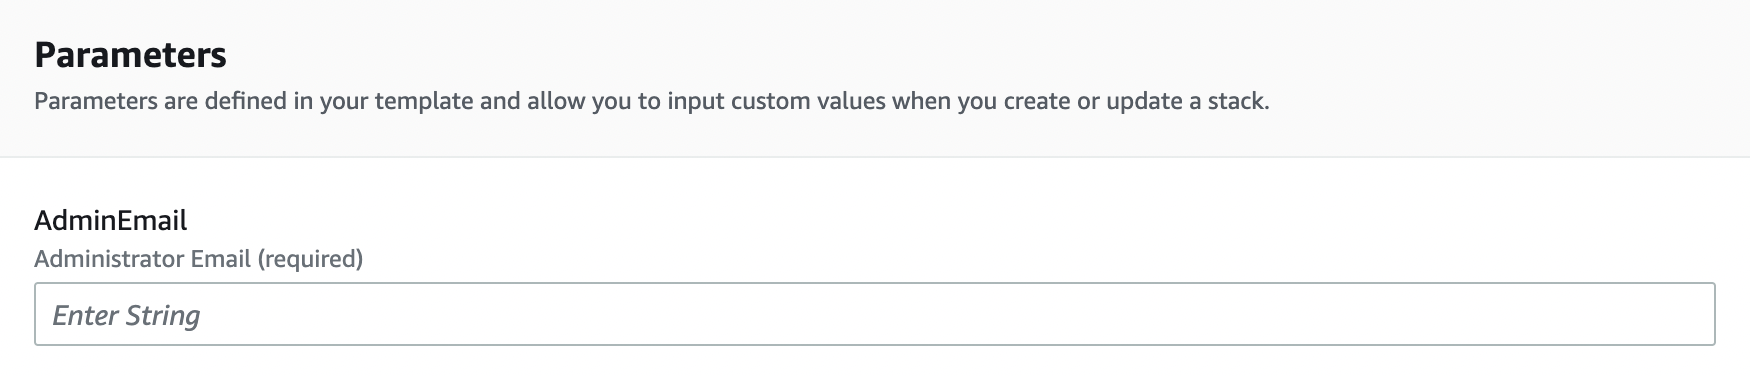 Parameters
Parameters are defined in your template and allow you to input custom values when you create or update a stack.
AdminEmail
Administrator Email (required)
Enter String